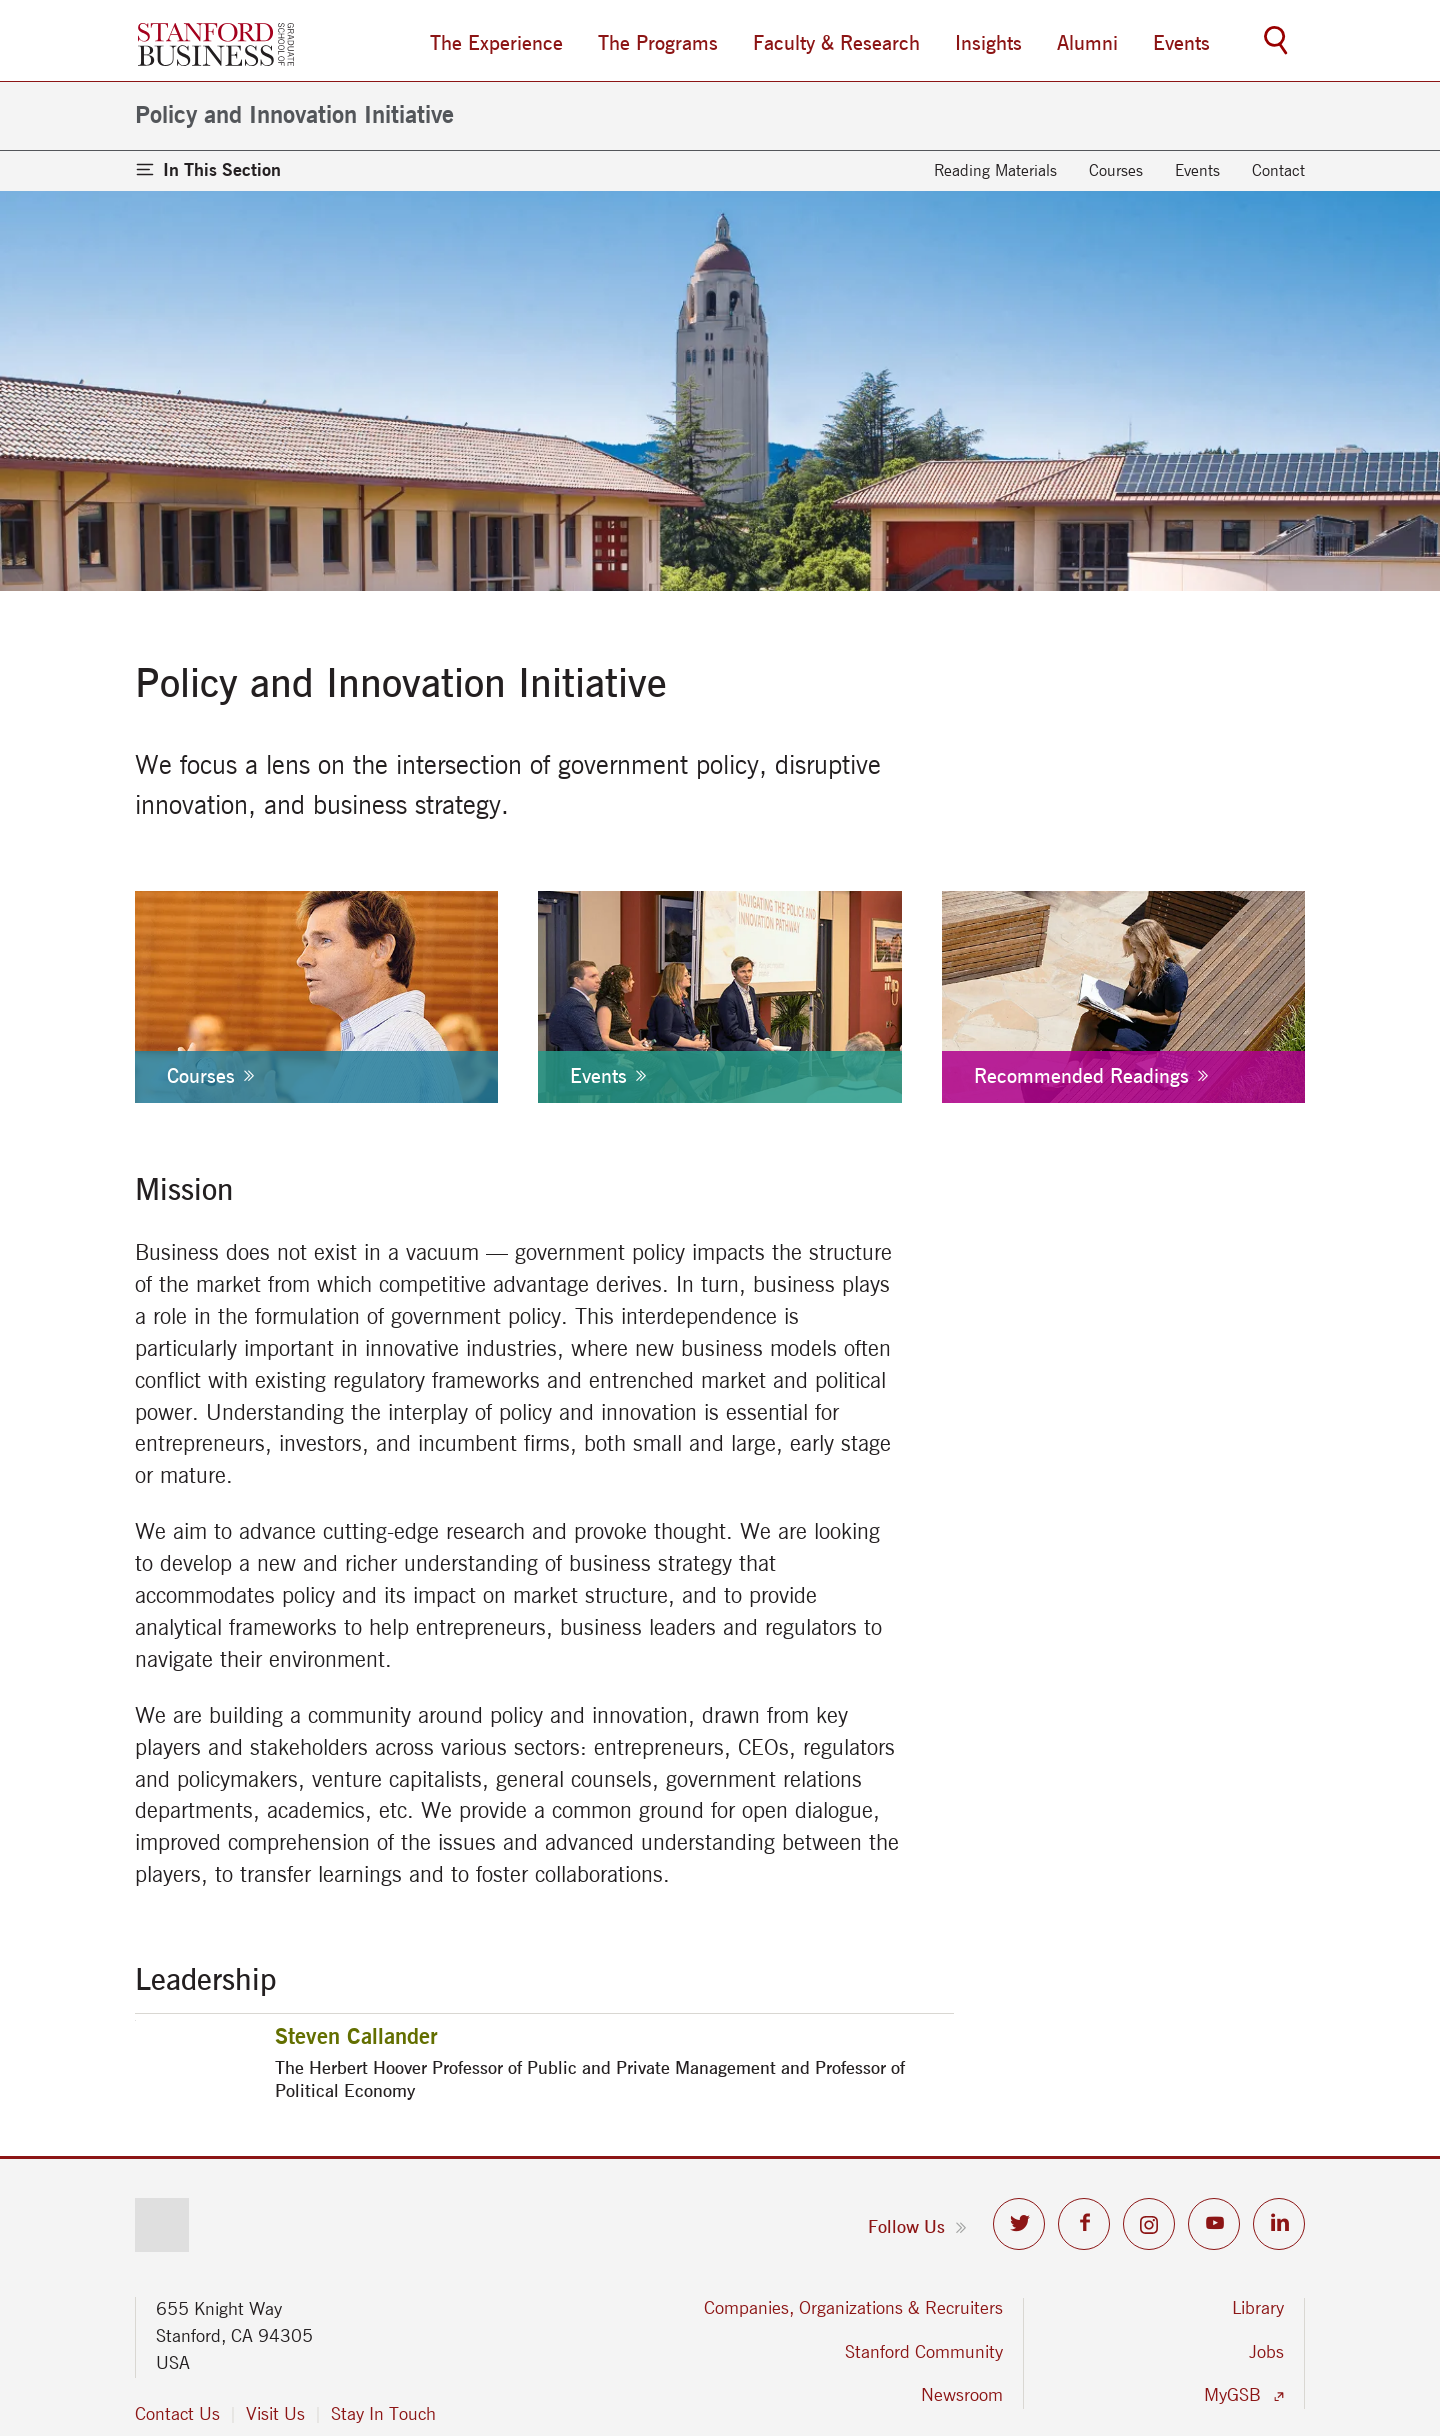 STANFORD
BUSINESS
GRADUATE
SCHOOL OF
The Experience
The Programs
Faculty & Research
Insights
Alumni
Events
Policy and Innovation Initiative
In This Section
Reading Materials
Courses
Events
Contact
Policy and Innovation Initiative
We focus a lens on the intersection of government policy, disruptive
innovation, and business strategy.
NAVIGATING THE POLICY AND
INNOVATION PATHWAY
Courses
Events
Recommended Readings
Mission
Business does not exist in a vacuum — government policy impacts the structure
of the market from which competitive advantage derives. In turn, business plays
a role in the formulation of government policy. This interdependence is
particularly important in innovative industries, where new business models often
conflict with existing regulatory frameworks and entrenched market and political
power. Understanding the interplay of policy and innovation is essential for
entrepreneurs, investors, and incumbent firms, both small and large, early stage
or mature.
We aim to advance cutting-edge research and provoke thought. We are looking
to develop a new and richer understanding of business strategy that
accommodates policy and its impact on market structure, and to provide
analytical frameworks to help entrepreneurs, business leaders and regulators to
navigate their environment.
We are building a community around policy and innovation, drawn from key
players and stakeholders across various sectors: entrepreneurs, CEOs, regulators
and policymakers, venture capitalists, general counsels, government relations
departments, academics, etc. We provide a common ground for open dialogue,
improved comprehension of the issues and advanced understanding between the
players, to transfer learnings and to foster collaborations.
Leadership
Steven Callander
The Herbert Hoover Professor of Public and Private Management and Professor of
Political Economy
Follow Us
655 Knight Way
Stanford, CA 94305
USA
Contact Us | Visit Us | Stay In Touch
Companies, Organizations & Recruiters
Stanford Community
Newsroom
Library
Jobs
MyGSB